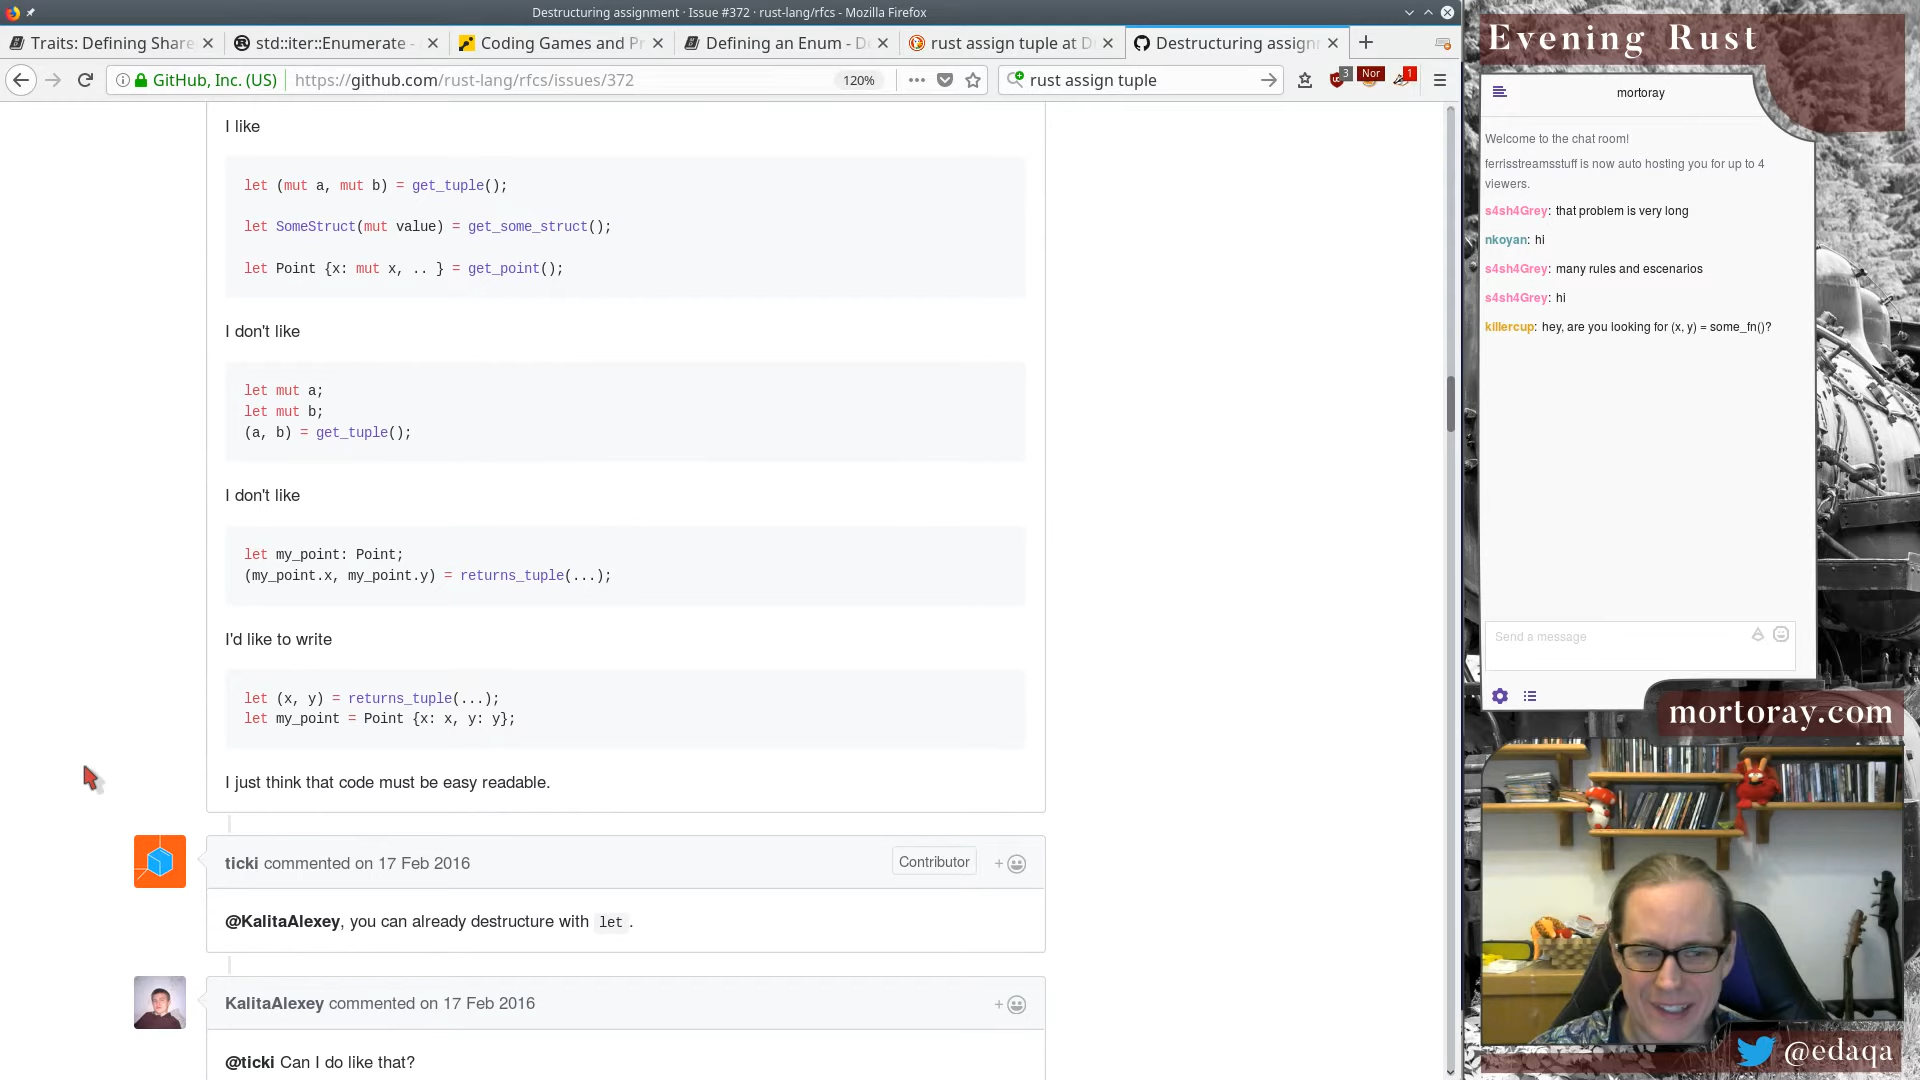 Destructuring assignment · Issue #372 · rust-lang/rfcs - Mozilla Firefox
Traits: Defining Share
std::iter::Enumerate -
Coding Games and Pr
Defining an Enum - D
rust assign tuple at D
Destructuring assignm
GitHub, Inc. (US)
https://github.com/rust-lang/rfcs/issues/372
120%
rust assign tuple
3
Nor
1
I like
let (mut a, mut b) = get_tuple();
let SomeStruct(mut value) = get_some_struct();
let Point {x: mut x, .. } = get_point();
I don't like
let mut a;
let mut b;
(a, b) = get_tuple();
I don't like
let my_point: Point;
(my_point.x, my_point.y) = returns_tuple(...);
I'd like to write
let (x, y) = returns_tuple(...);
let my_point = Point {x: x, y: y};
I just think that code must be easy readable.
ticki commented on 17 Feb 2016
Contributor
@KalitaAlexey, you can already destructure with let.
KalitaAlexey commented on 17 Feb 2016
@ticki Can I do like that?
Evening Rust
mortoray
Welcome to the chat room!
ferrisstreamsstuff is now auto hosting you for up to 4
viewers.
s4sh4Grey: that problem is very long
nkoyan: hi
s4sh4Grey: many rules and escenarios
s4sh4Grey: hi
killercup: hey, are you looking for (x, y) = some_fn()?
Send a message
mortoray.com
@edaqa